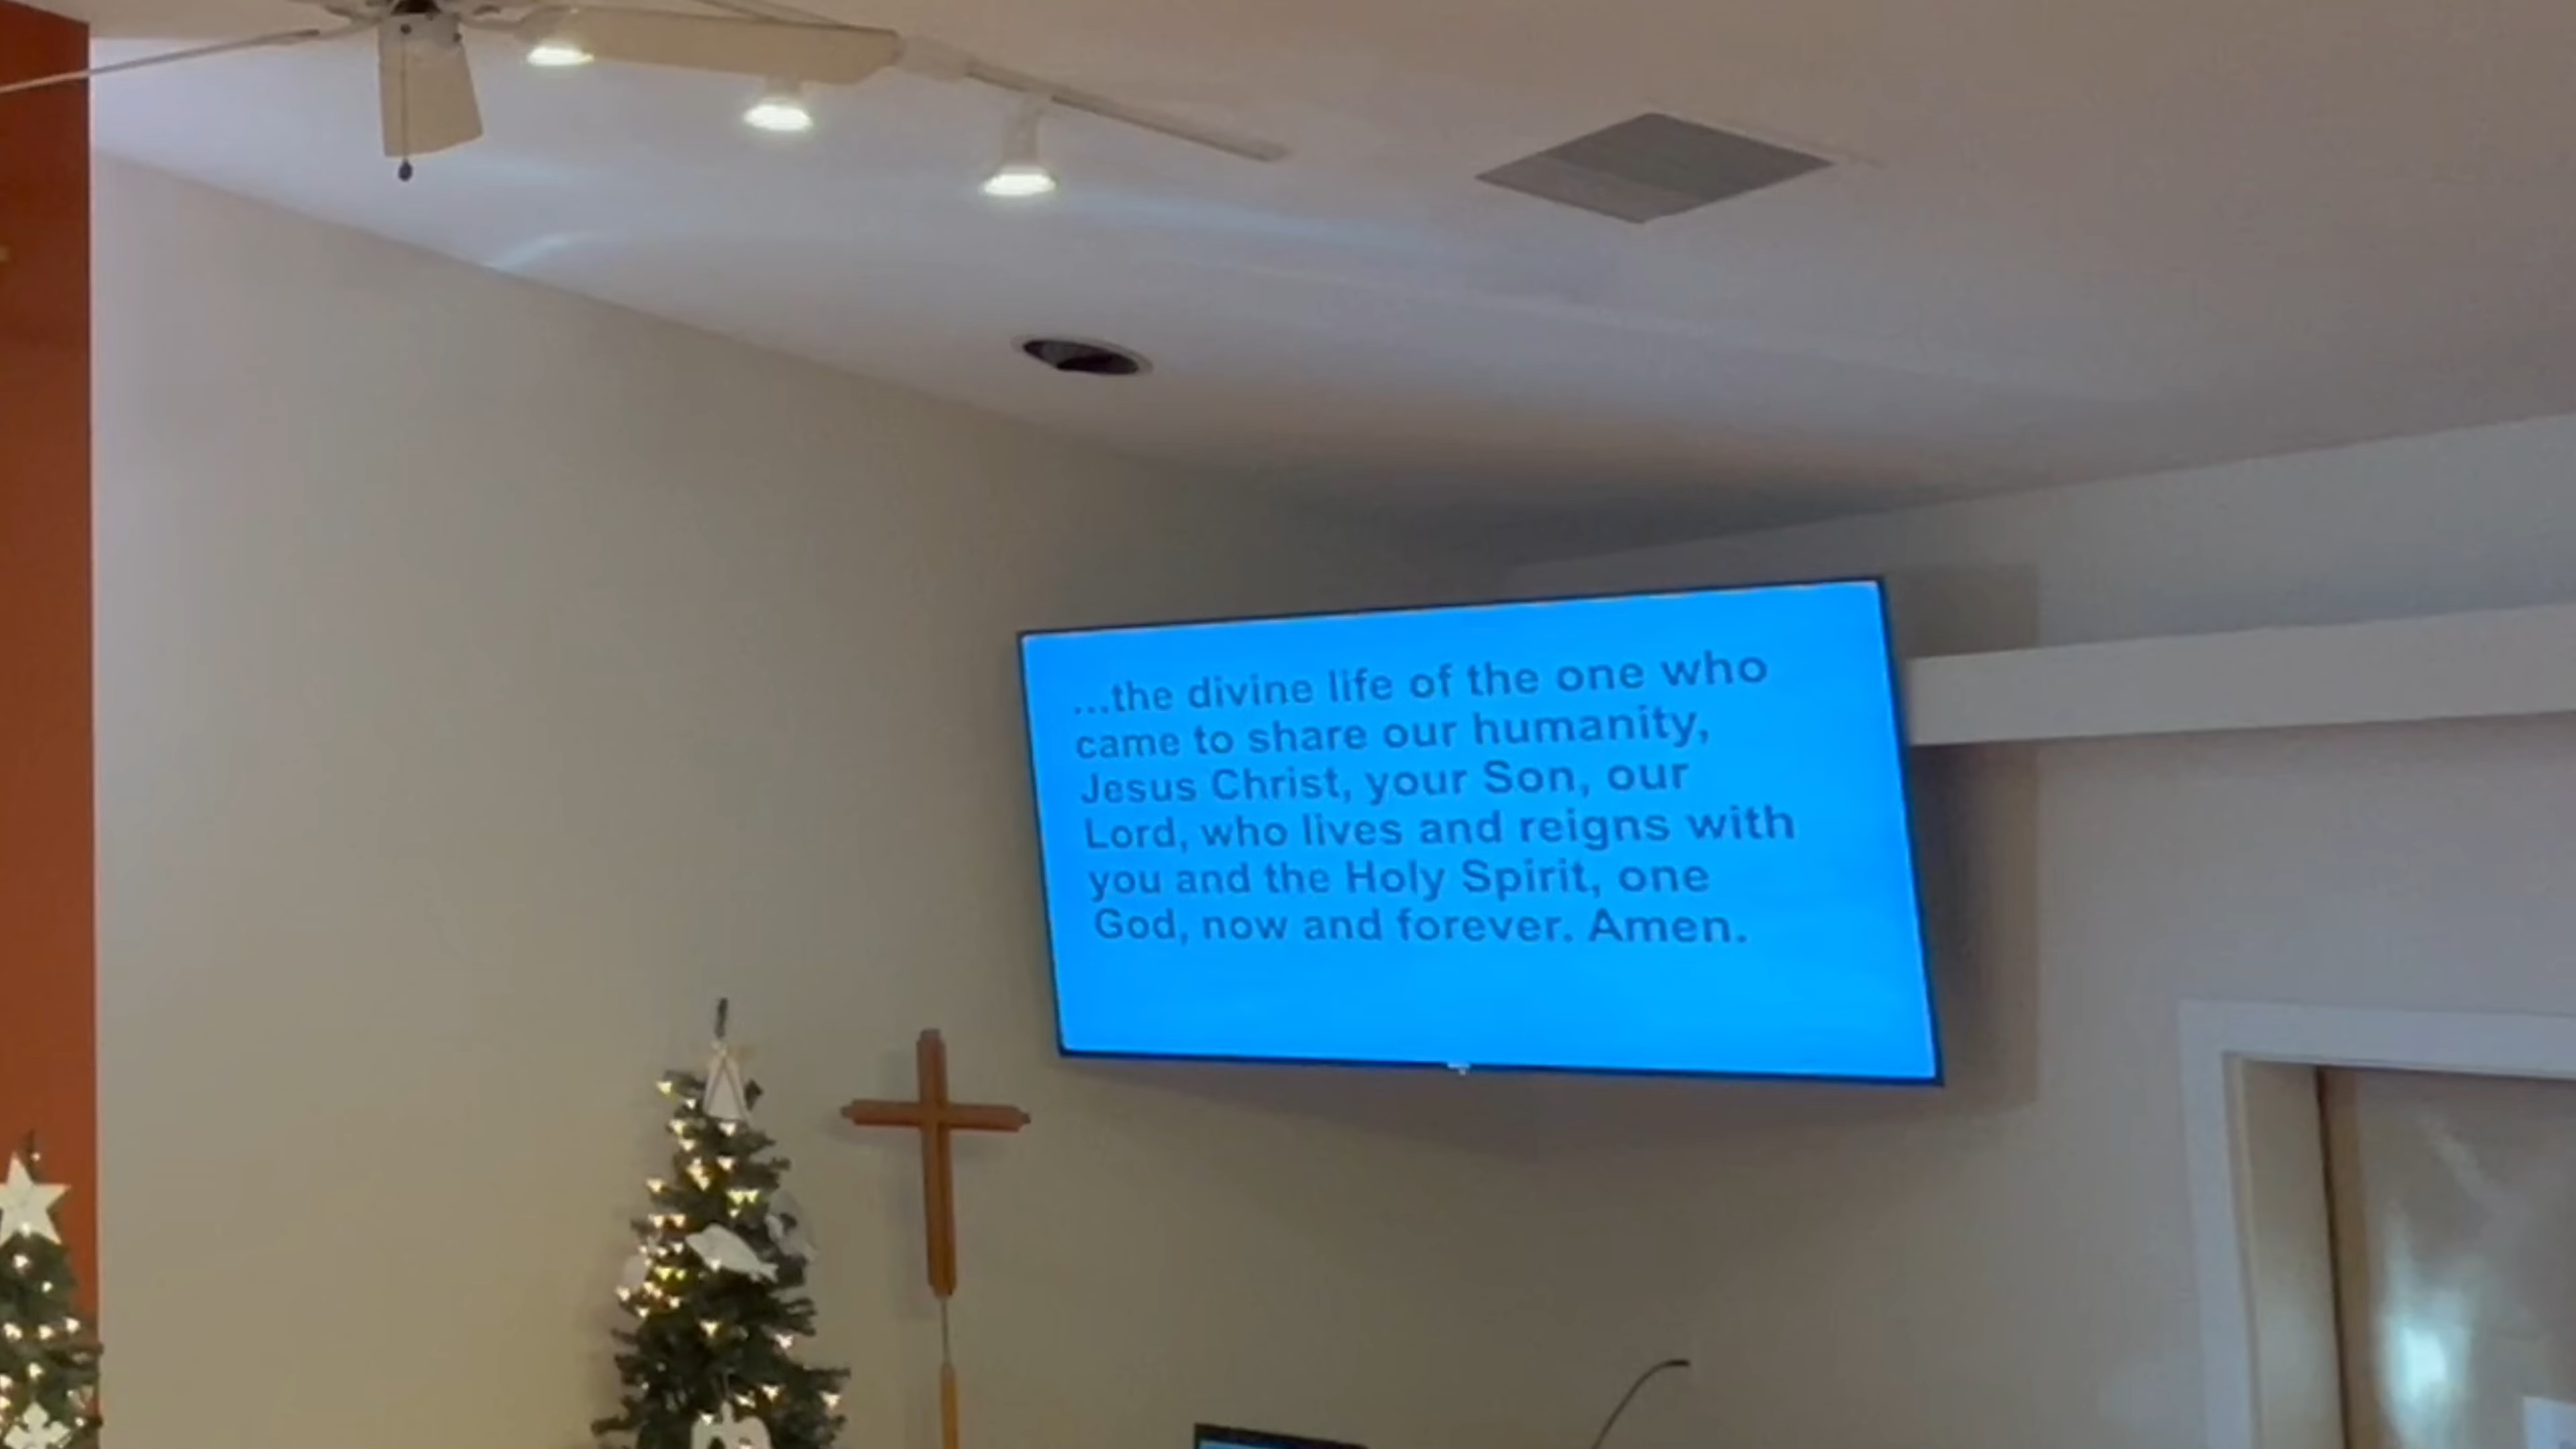 ...the divine life of the one who
came to share our humanity,
Jesus Christ, your Son, our
Lord, who lives and reigns with
you and the Holy Spirit, one
God, now and forever. Amen.